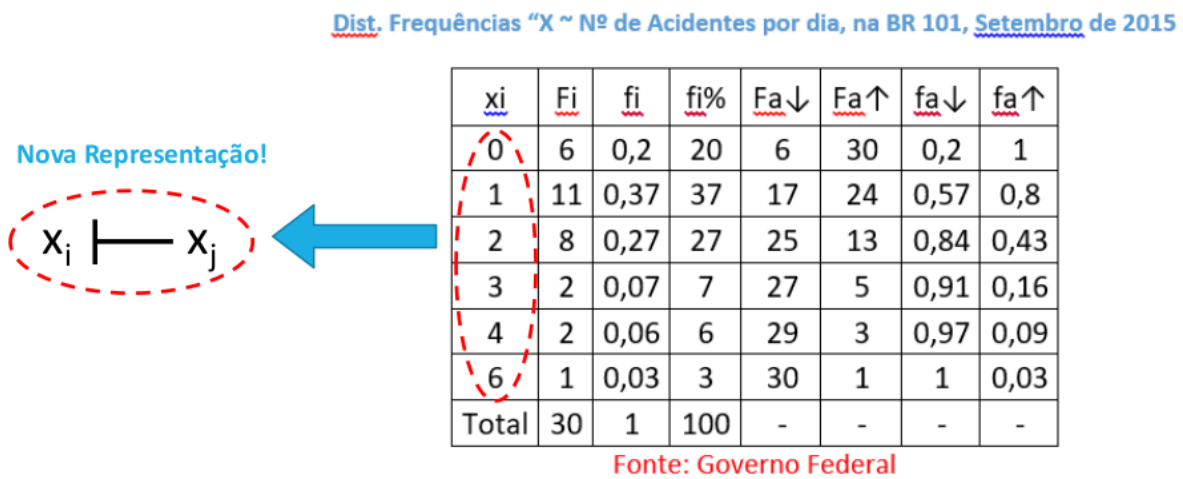 Dist. Frequências “X ~ Nº de Acidentes por dia, na BR 101, Setembro de 2015
Nova Representação!
xi Xj
xi Fi fi fi% Fa↓ Fa↑ fa↓ fa↑
0 6 0,2 20 6 30 0,2 1
1 11 0,37 37 17 24 0,57 0,8
2 8 0,27 27 25 13 0,84 0,43
3 2 0,07 7 27 5 0,91 0,16
4 2 0,06 6 29 3 0,97 0,09
6 1 0,03 3 30 1 1 0,03
Total 30 1 100 - - - -
Fonte: Governo Federal